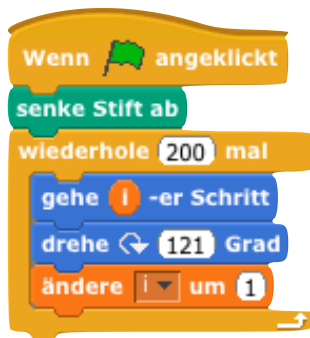 Wenn angeklickt
senke Stift ab
wiederhole 200 mal
gehe i -er Schritt
drehe 121 Grad
ändere i um 1